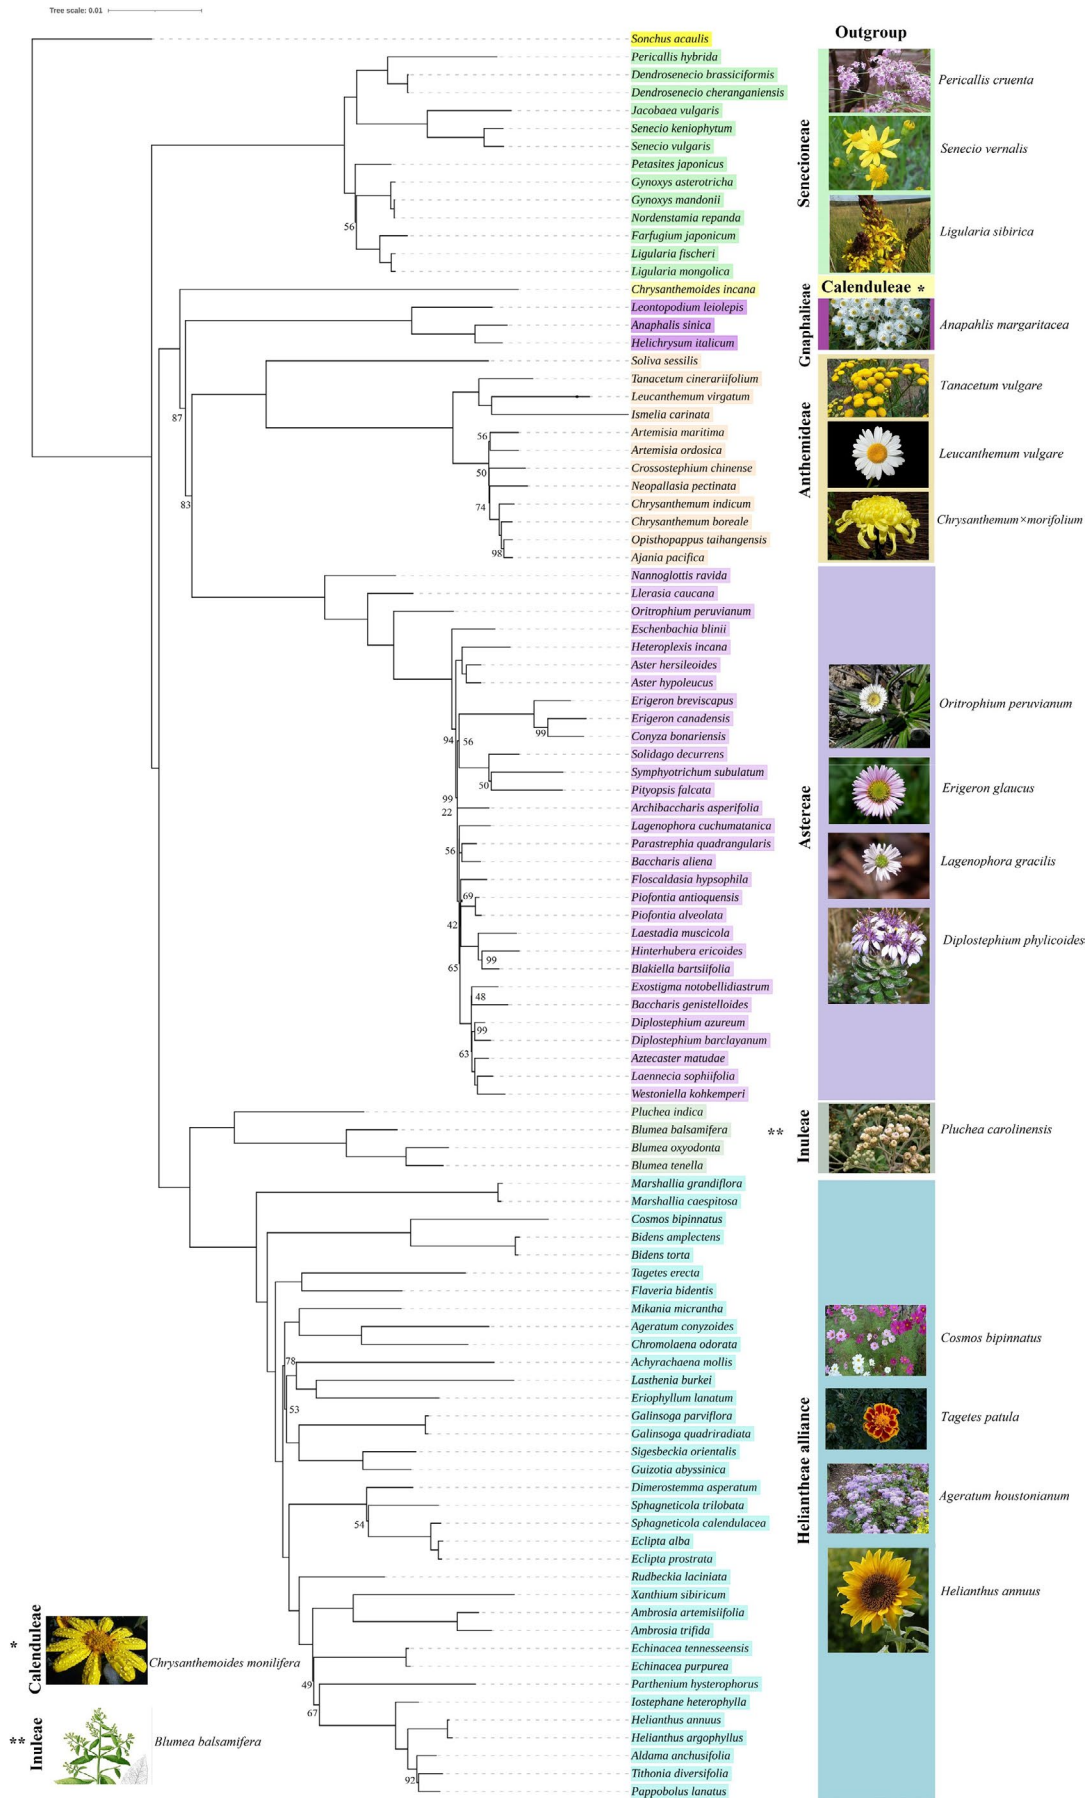 Tree scale: 0.01
Outgroup
Sonchus acaulis
Pericallis hybrida
Dendrosenecio brassiciformis
Dendrosenecio cheranganiensis
Jacobaea vulgaris
Senecio keniophytum
Senecio vulgaris
Petasites japonicus
Gynoxys asterotricha
Gynoxys mandonii
Nordenstamia repanda
Farfugium japonicum
Ligularia fischeri
Ligularia mongolica
Chrysanthemoides incana
Leontopodium leiolepis
Anaphalis sinica
Helichrysum italicum
Soliva sessilis
Tanacetum cinerariifolium
Leucanthemum virgatum
Ismelia carinata
Artemisia maritima
Artemisia ordosica
Crossostephium chinense
Neopallasia pectinata
Chrysanthemum indicum
Chrysanthemum boreale
Opisthopappus taihangensis
Ajania pacifica
Nannoglottis ravida
Llerasia caucana
Oritrophium peruvianum
Eschenbachia blinii
Heteroplexis incana
Aster hersileoides
Aster hypoleucus
Erigeron breviscapus
Erigeron canadensis
Conyza bonariensis
Solidago decurrens
Symphyotrichum subulatum
Pityopsis falcata
Archibaccharis asperifolia
Lagenophora cuchumatanica
Parastrephia quadrangularis
Baccharis aliena
Floscaldasia hypsophila
Piofontia antioquensis
Piofontia alveolata
Laestadia muscicola
Hinterhubera ericoides
Blakiella bartsiifolia
Exostigma notobellidiastrum
Baccharis genistelloides
Diplostephium azureum
Diplostephium barclayanum
Aztecaster matudae
Laennecia sophiifolia
Westoniella kohkemperi
Pluchea indica
Blumea balsamifera
Blumea oxyodonta
Blumea tenella
Marshallia grandiflora
Marshallia caespitosa
Cosmos bipinnatus
Bidens amplectens
Bidens torta
Tagetes erecta
Flaveria bidentis
Mikania micrantha
Ageratum conyzoides
Chromolaena odorata
Achyrachaena mollis
Lasthenia burkei
Eriophyllum lanatum
Galinsoga parviflora
Galinsoga quadriradiata
Sigesbeckia orientalis
Guizotia abyssinica
Dimerostemma asperatum
Sphagneticola trilobata
Sphagneticola calendulacea
Eclipta alba
Eclipta prostrata
Rudbeckia laciniata
Xanthium sibiricum
Ambrosia artemisiifolia
Ambrosia trifida
Echinacea tennesseensis
Echinacea purpurea
Parthenium hysterophorus
Iostephane heterophylla
Helianthus annuus
Helianthus argophyllus
Aldama anchusifolia
Tithonia diversifolia
Pappobolus lanatus
56
87
83
56
50
74
98
94
56
99
50
99
22
56
69
42
99
65
48
99
63
78
53
54
49
67
92
Senecioneae
Calenduleae *
Gnaphalieae
Anthemideae
Astereae
**
Inuleae
Heliantheae alliance
Pericallis cruenta
Senecio vernalis
Ligularia sibirica
Anapahlis margaritacea
Tanacetum vulgare
Leucanthemum vulgare
Chrysanthemum×morifolium
Oritrophium peruvianum
Erigeron glaucus
Lagenophora gracilis
Diplostephium phylicoides
Pluchea carolinensis
Cosmos bipinnatus
Tagetes patula
Ageratum houstonianum
Helianthus annuus
*
Calenduleae
Chrysanthemoides monilifera
**
Inuleae
Blumea balsamifera